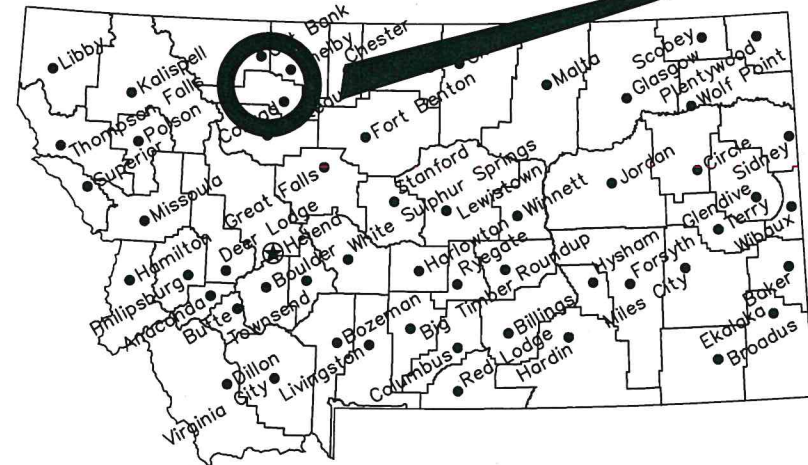 Libby
Kalispell
Bank
Shelby
Chester
Malta
Scobey
Glasgow
Plentywood
Wolf Point
Thompson Falls
Polson
Superior
Fort Benton
Missoula
Great Falls
Stanford
White Sulphur Springs
Lewistown
Winnett
Jordan
Circle
Sidney
Glendive
Terry
Wibaux
Hamilton
Deer Lodge
Helena
Boulder
Philipsburg
Anaconda
Butte
Townsend
Harlowton
Ryegate
Roundup
Hysham
Forsyth
Miles City
Baker
Ekalaka
Broadus
Bozeman
Big Timber
Billings
Livingston
Columbus
Red Lodge
Hardin
Dillon
Virginia City